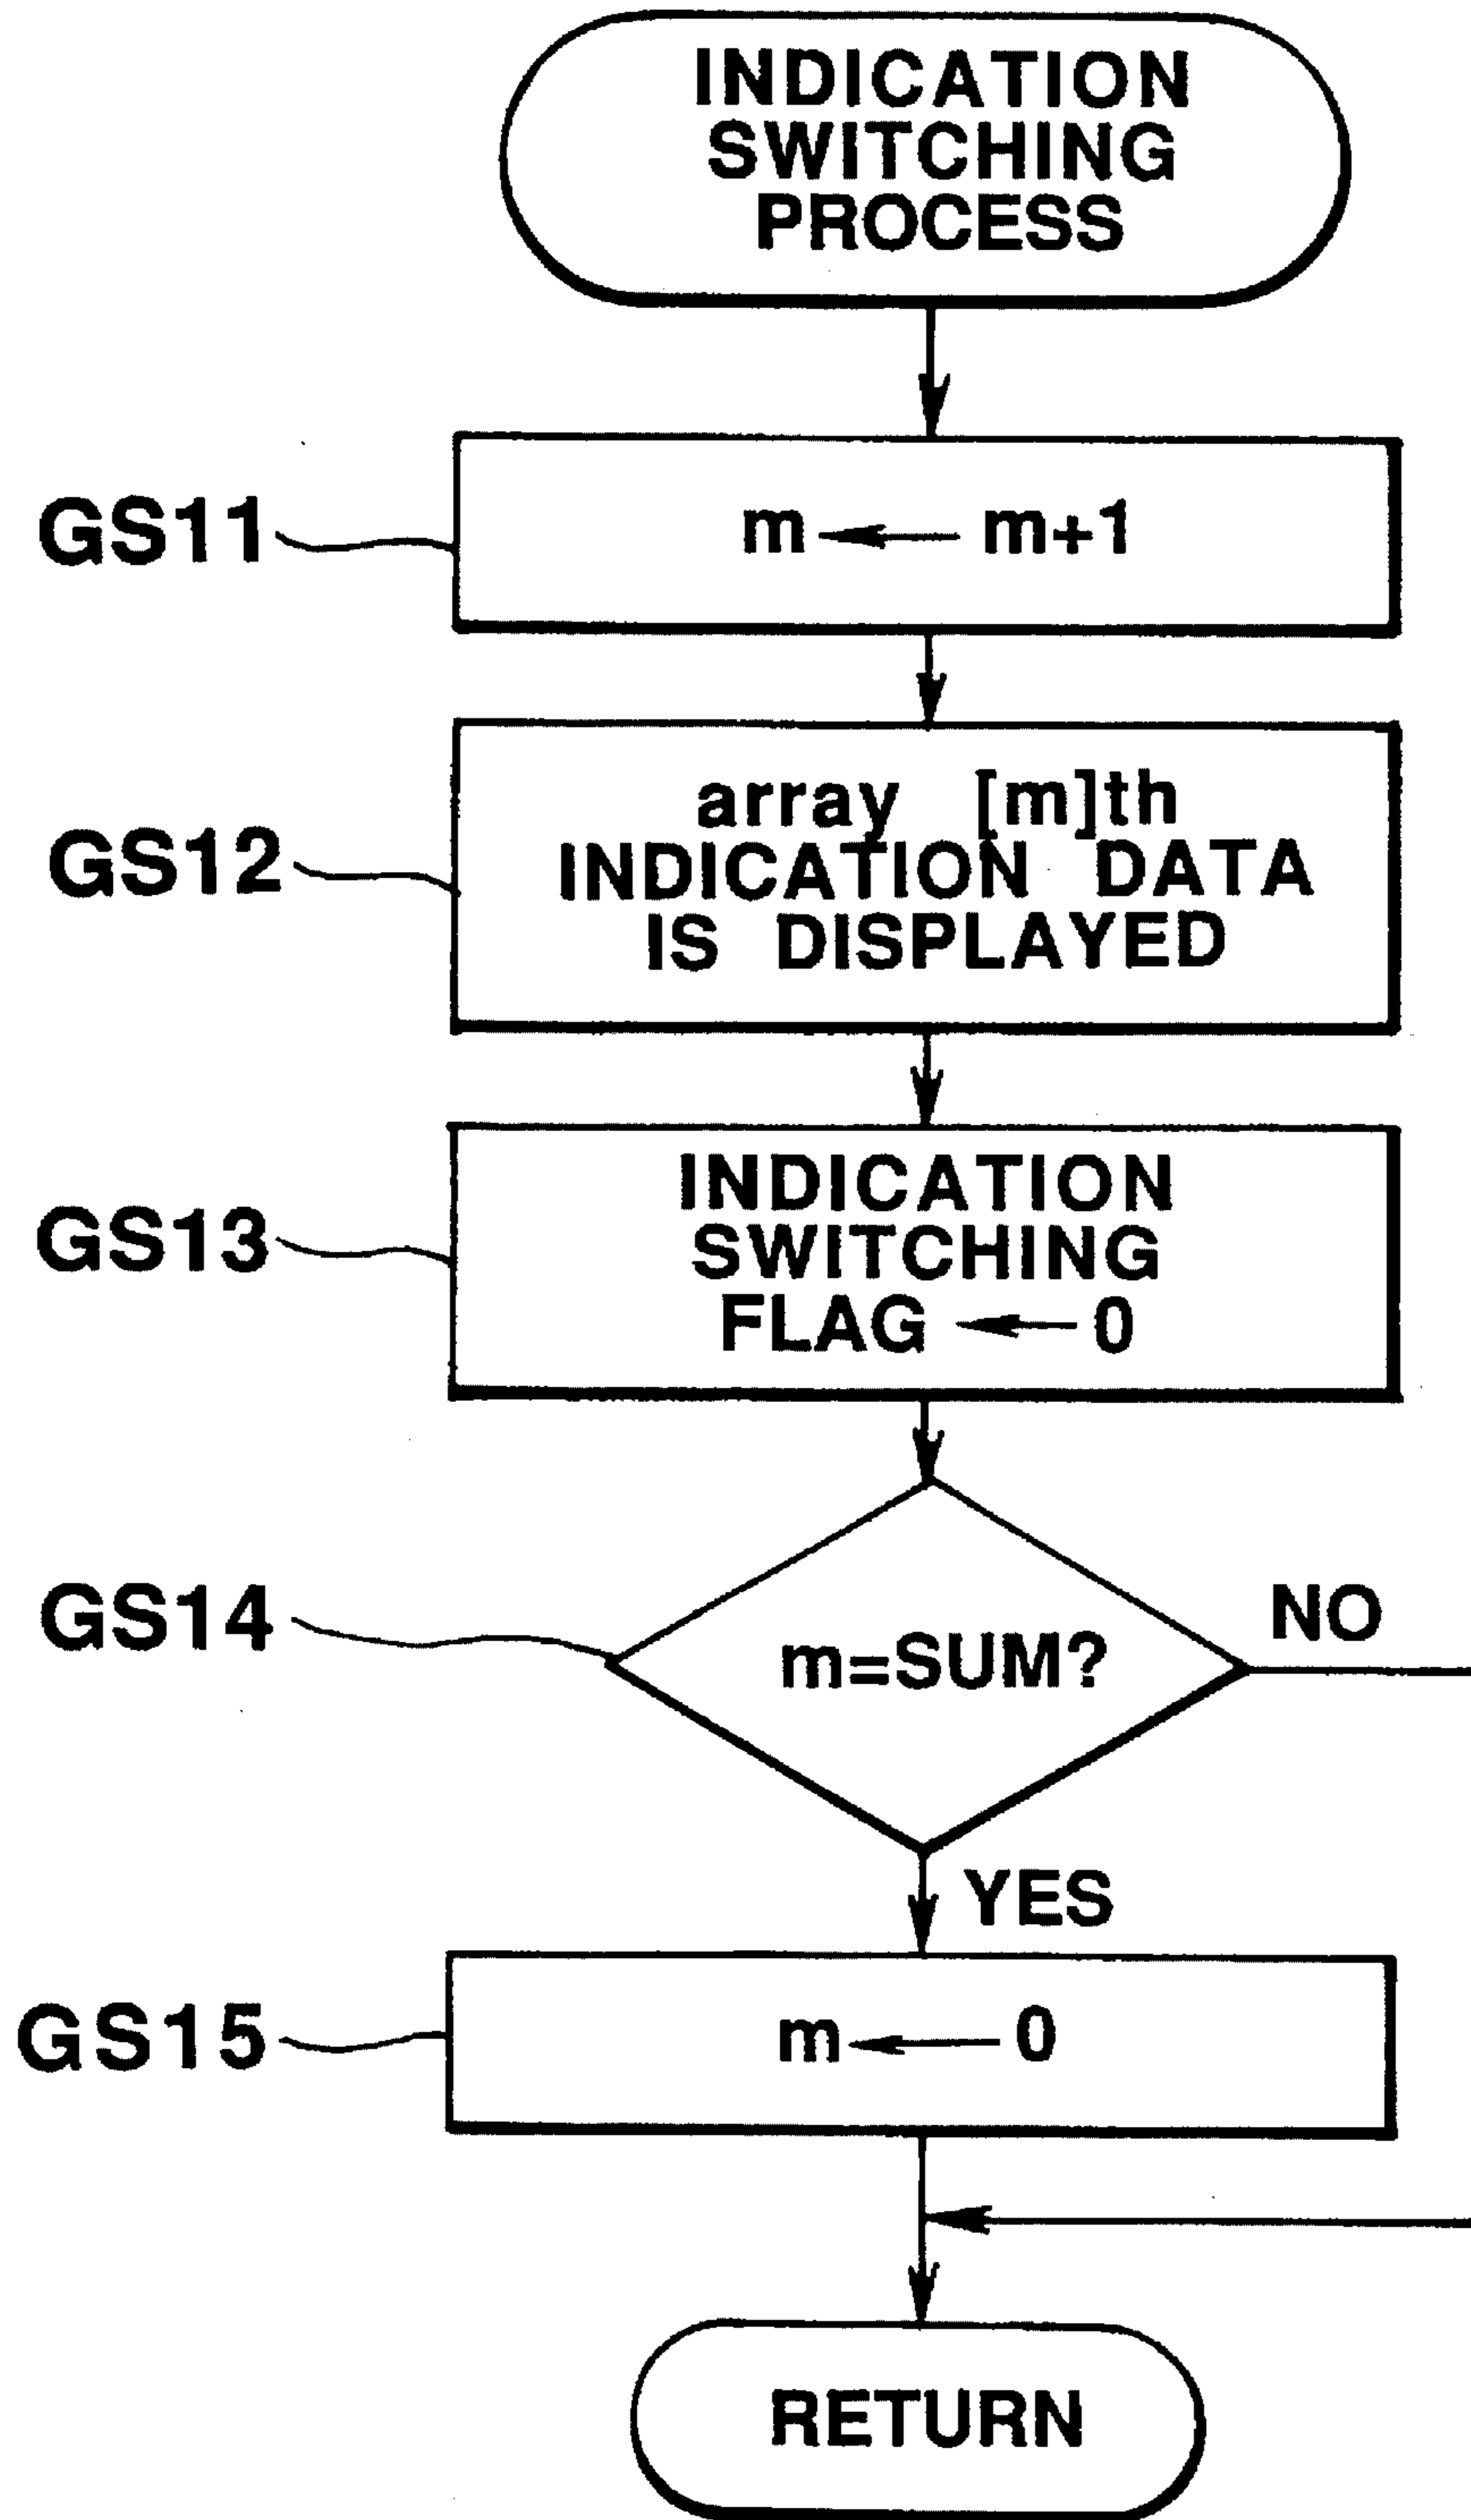 INDICATION
SWITCHING
PROCESS
GS11
m ← m+1
GS12
array [m]th
INDICATION DATA
IS DISPLAYED
GS13
INDICATION
SWITCHING
FLAG ← 0
GS14
m=SUM?
NO
YES
GS15
m ← 0
RETURN